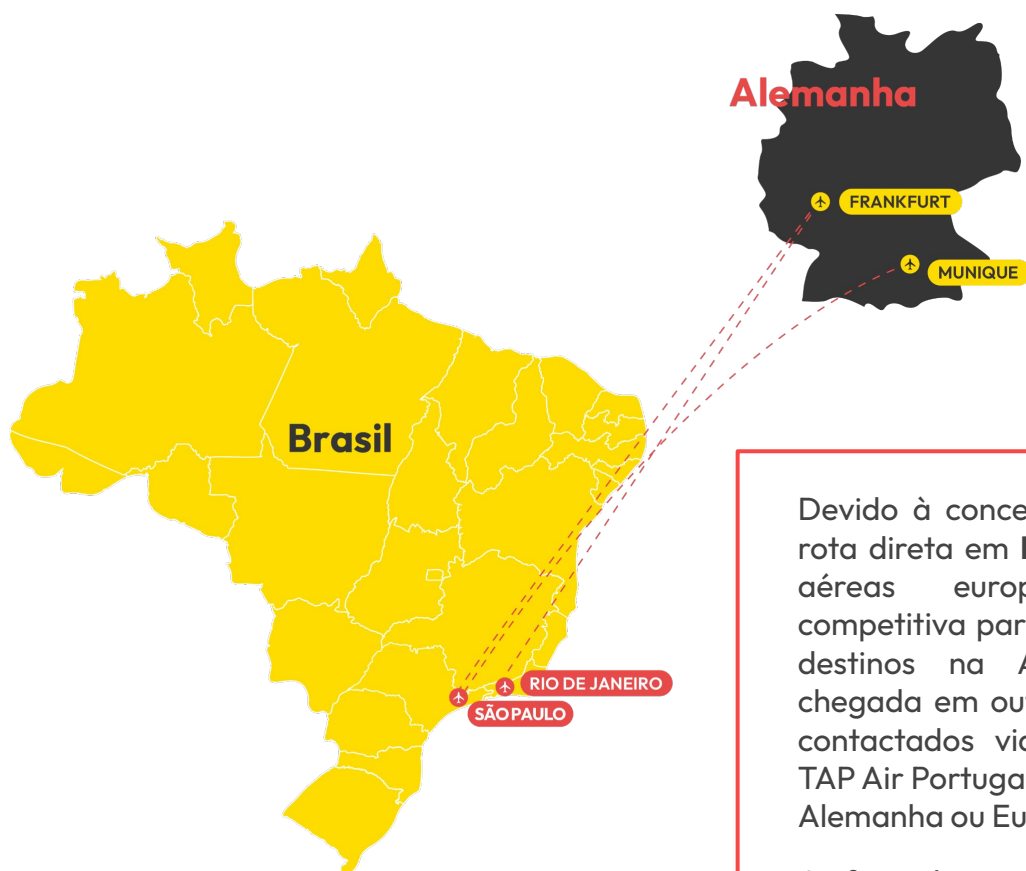 Alemanha
FRANKFURT
MUNIQUE
Brasil
RIO DE JANEIRO
SÃO PAULO
Devido à conce
rota direta em
aéreas europ
competitiva par
destinos na A
chegada em ou
contactados via
TAP Air Portuga
Alemanha ou Eu